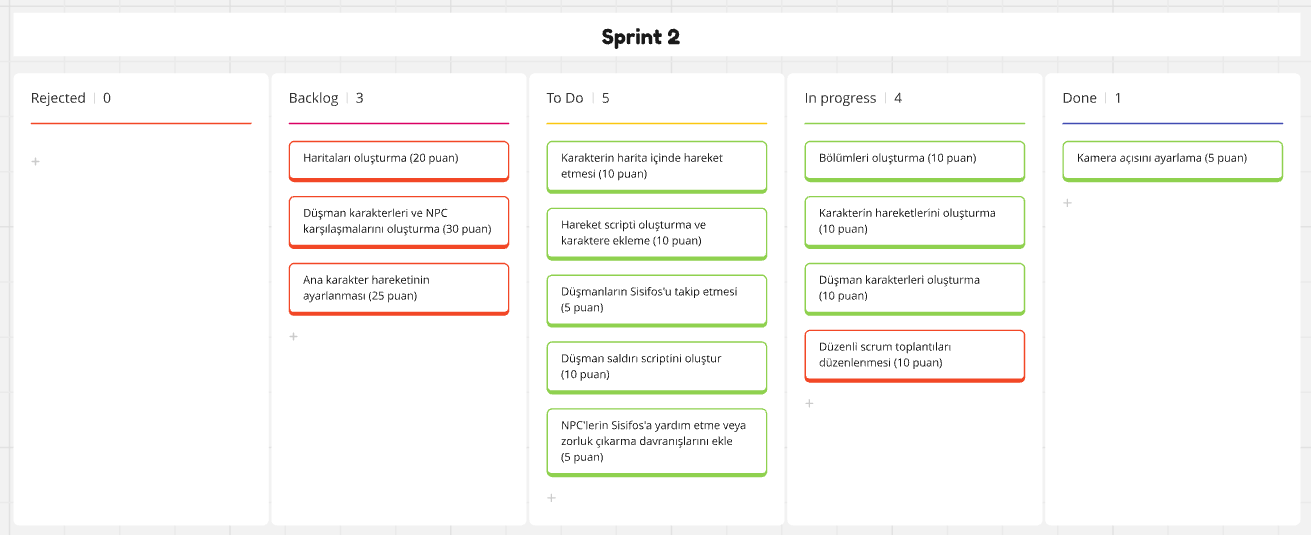 Sprint 2
Rejected | 0
+
Backlog | 3
Haritaları oluşturma (20 puan)
Düşman karakterleri ve NPC
karşılaşmalarını oluşturma (30 puan)
Ana karakter hareketinin
ayarlanması (25 puan)
+
To Do | 5
Karakterin harita içinde hareket
etmesi (10 puan)
Hareket scripti oluşturma ve
karaktere ekleme (10 puan)
Düşmanların Sisifos'u takip etmesi
(5 puan)
Düşman saldırı scriptini oluştur
(10 puan)
NPC'lerin Sisifos'a yardım etme veya
zorluk çıkarma davranışlarını ekle
(5 puan)
+
In progress | 4
Bölümleri oluşturma (10 puan)
Karakterin hareketlerini oluşturma
(10 puan)
Düşman karakterleri oluşturma
(10 puan)
Düzenli scrum toplantıları
düzenlenmesi (10 puan)
+
Done | 1
Kamera açısını ayarlama (5 puan)
+